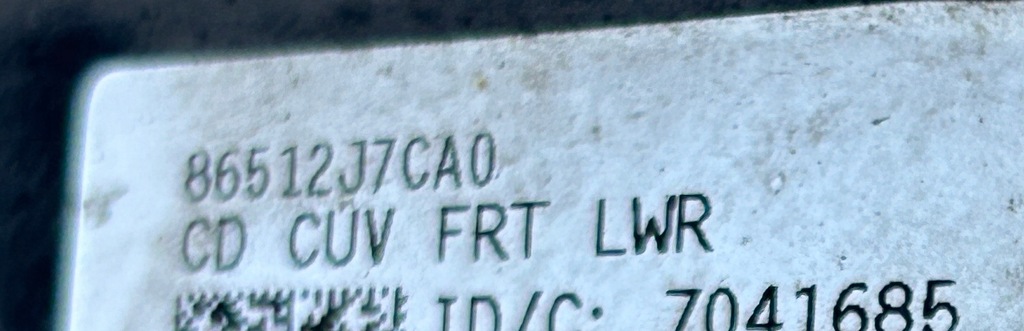 86512J7CA0
CD CUV FRT LWR
ID/C: 7041685